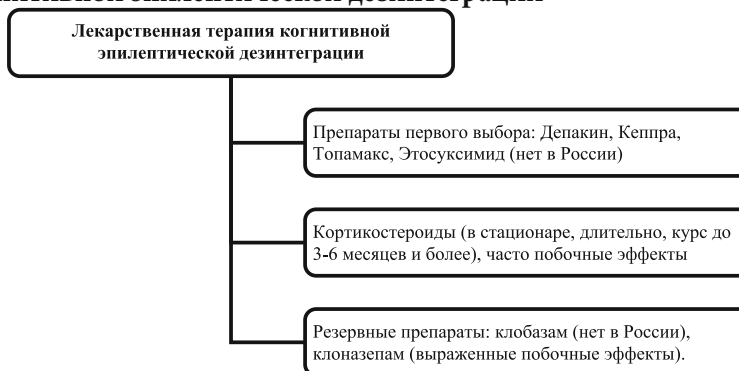 Лекарственная терапия когнитивной
эпилептической дезинтеграции
Препараты первого выбора: Депакин, Кеппра,
Топамакс, Этосуксимид (нет в России)
Кортикостероиды (в стационаре, длительно, курс до
3-6 месяцев и более), часто побочные эффекты
Резервные препараты: клобазам (нет в России),
клоназепам (выраженные побочные эффекты).